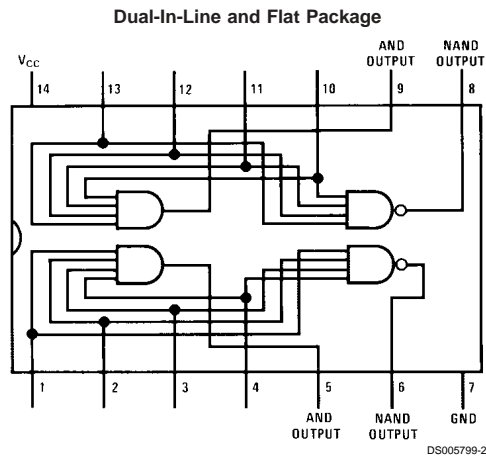 Dual-In-Line and Flat Package
AND OUTPUT
NAND OUTPUT
VCC
14
13
12
11
10
9
8
1
2
3
4
5
6
7
AND OUTPUT
NAND OUTPUT
GND
DS005799-2